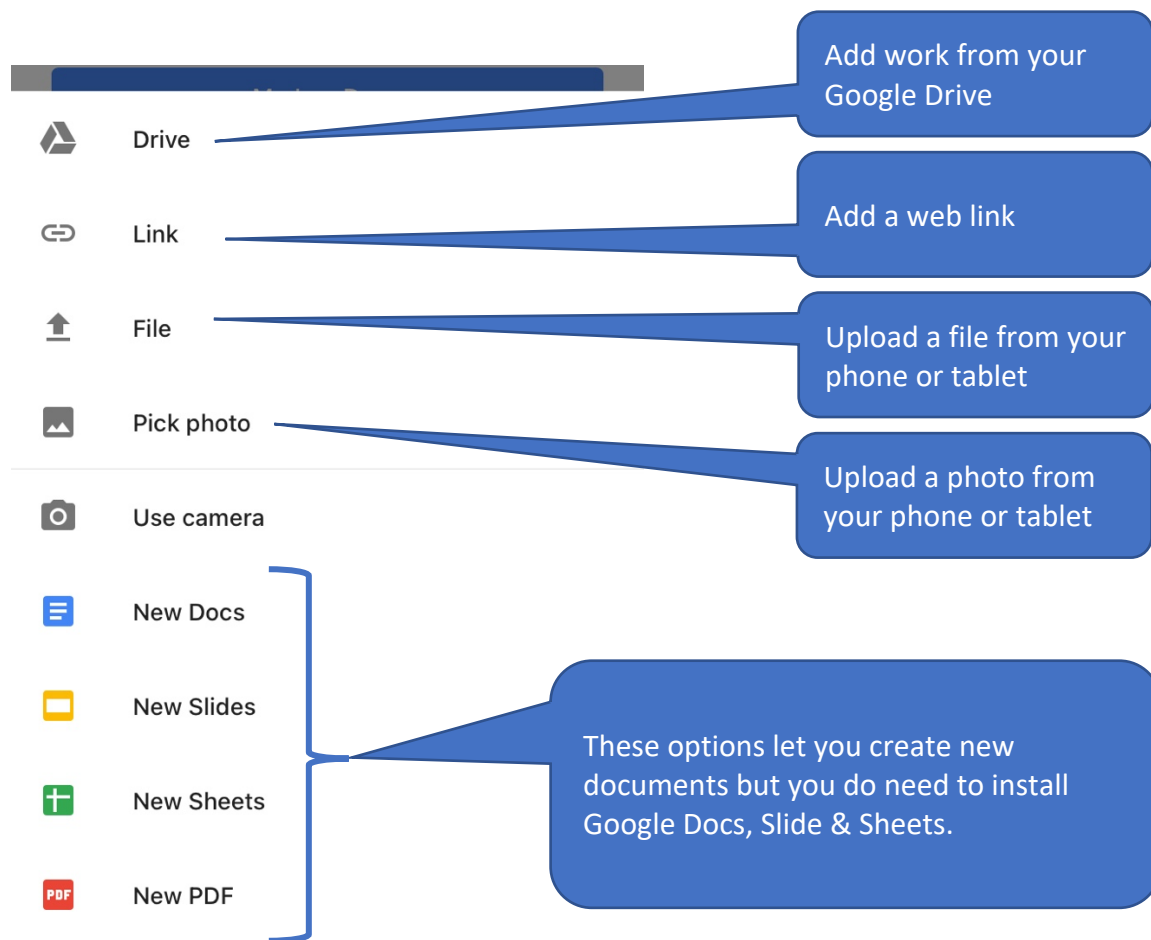 Add work from your
Google Drive
Drive
Add a web link
Link
File
Upload a file from your
phone or tablet
Pick photo
Upload a photo from
your phone or tablet
Use camera
New Docs
New Slides
These options let you create new
documents but you do need to install
Google Docs, Slide & Sheets.
New Sheets
PDF
New PDF